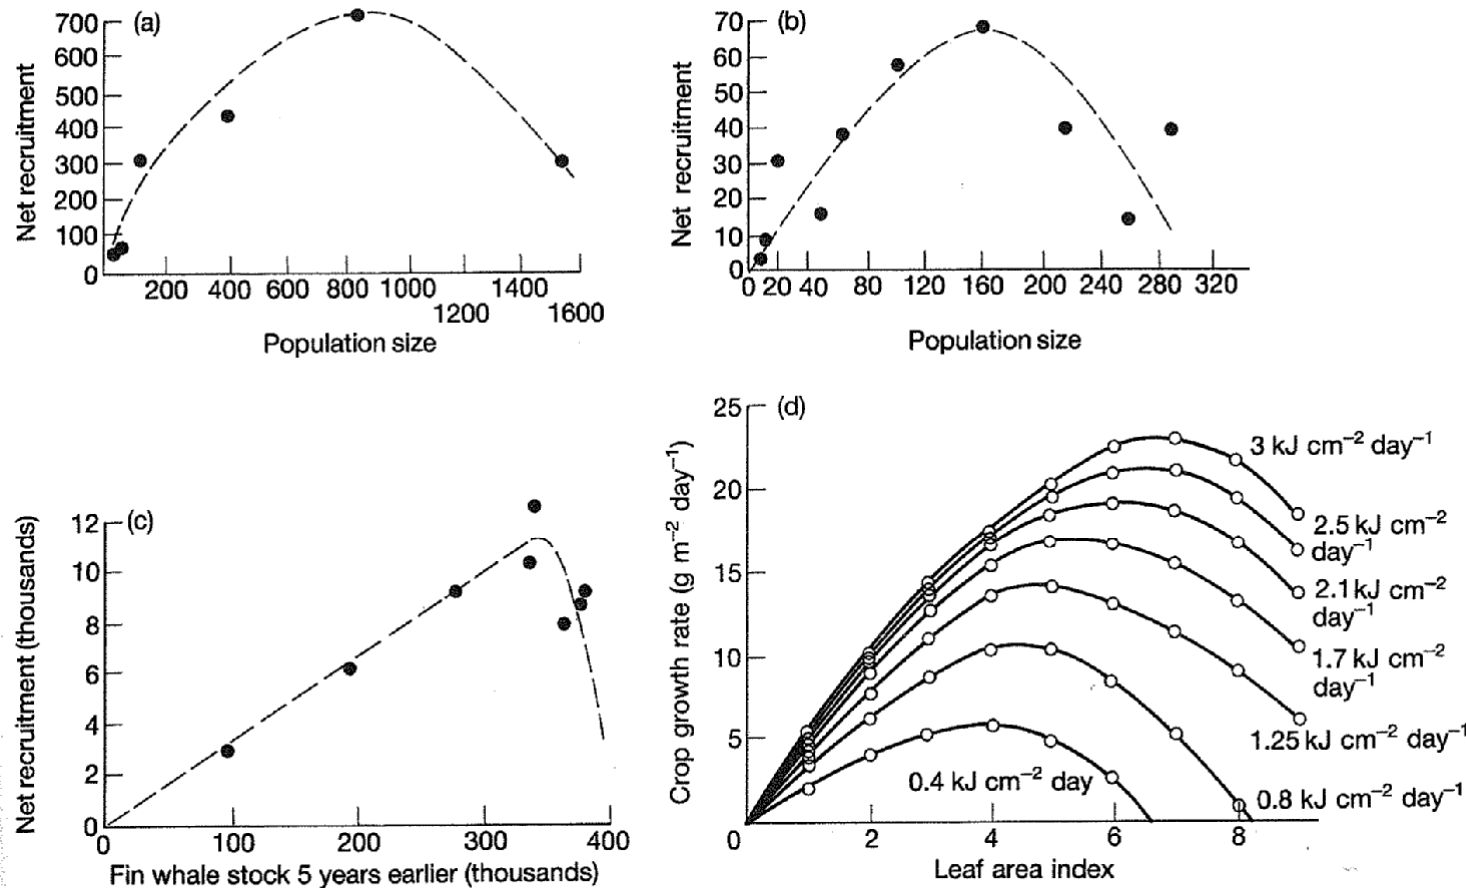 (a)
700
600
500
400
300
200
100
0
Net recruitment
200 400 600 800 1000 1400
1200 1600
Population size
(b)
70
60
50
40
30
20
10
0
Net recruitment
0 20 40 80 120 160 200 240 280 320
Population size
(c)
12
10
8
6
4
2
0
Net recruitment (thousands)
0 100 200 300 400
Fin whale stock 5 years earlier (thousands)
(d)
25
20
15
10
5
0
Crop growth rate (g m⁻² day⁻¹)
3 kJ cm⁻² day⁻¹
2.5 kJ cm⁻²
day⁻¹
2.1 kJ cm⁻²
day⁻¹
1.7 kJ cm⁻²
day⁻¹
1.25 kJ cm⁻² day⁻¹
0.8 kJ cm⁻² day⁻¹
0.4 kJ cm⁻² day
2 4 6 8
Leaf area index